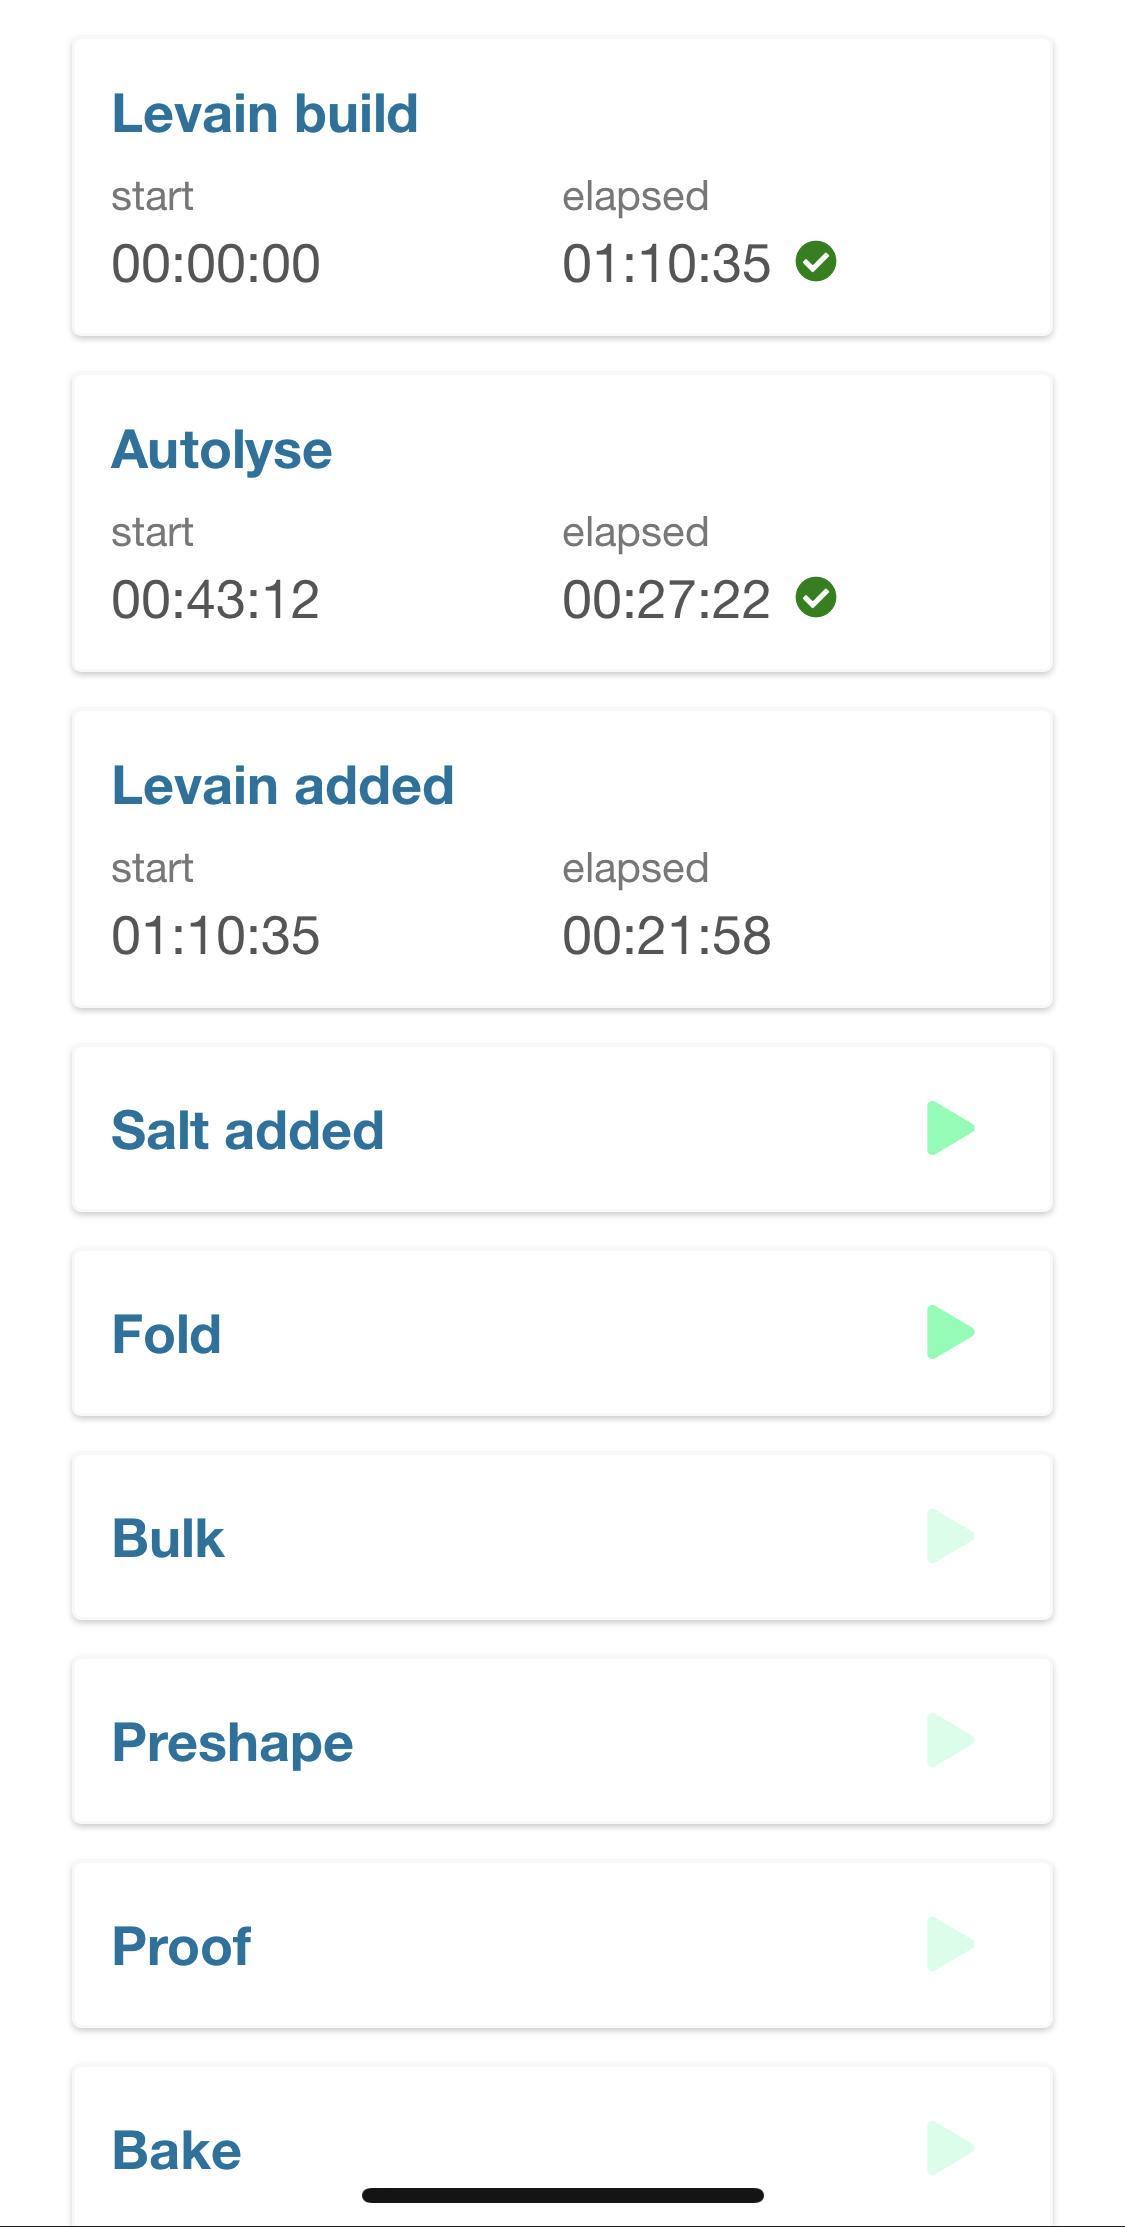 Levain build
start elapsed
00:00:00 01:10:35
Autolyse
start elapsed
00:43:12 00:27:22
Levain added
start elapsed
01:10:35 00:21:58
Salt added
Fold
Bulk
Preshape
Proof
Bake